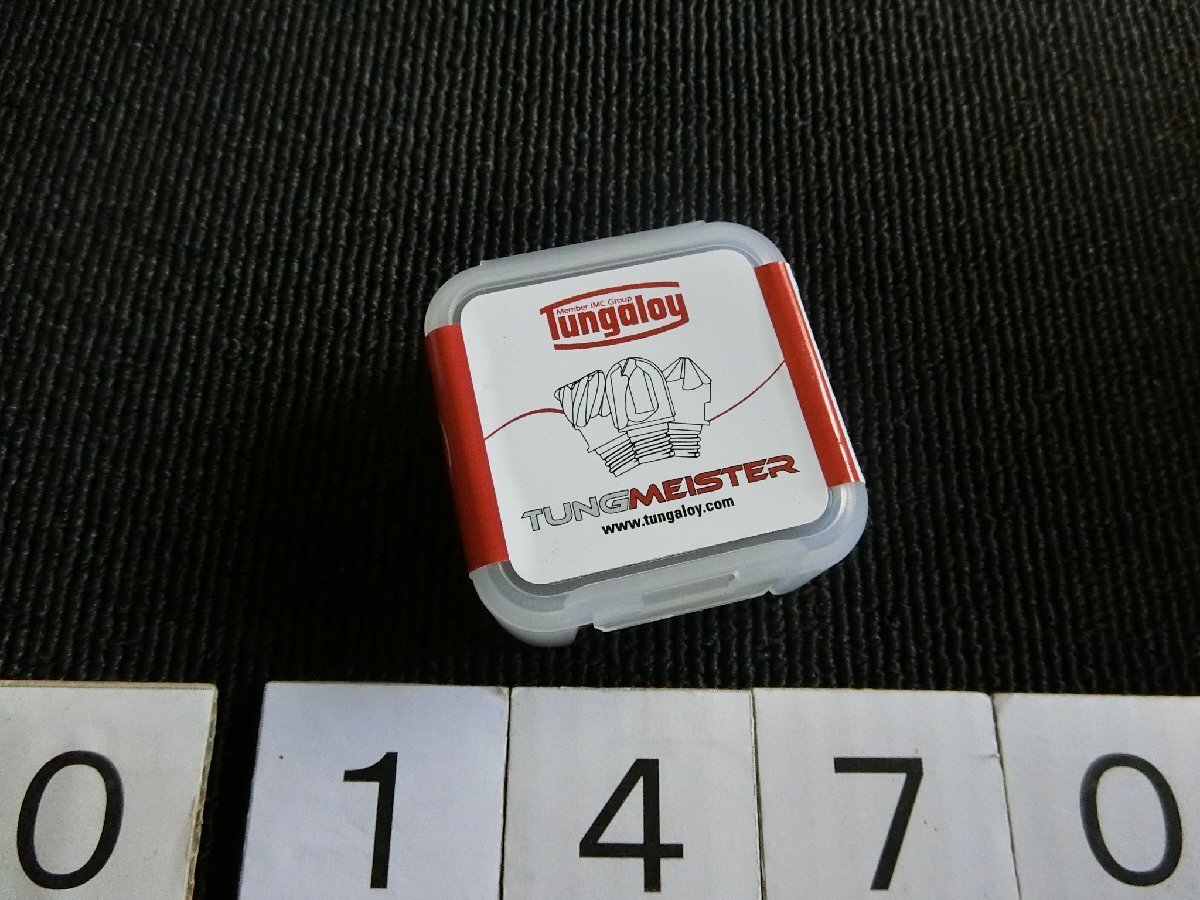 Member IMC Group
Tungaloy
TUNGMEISTER
www.tungaloy.com
0 1 4 7 0